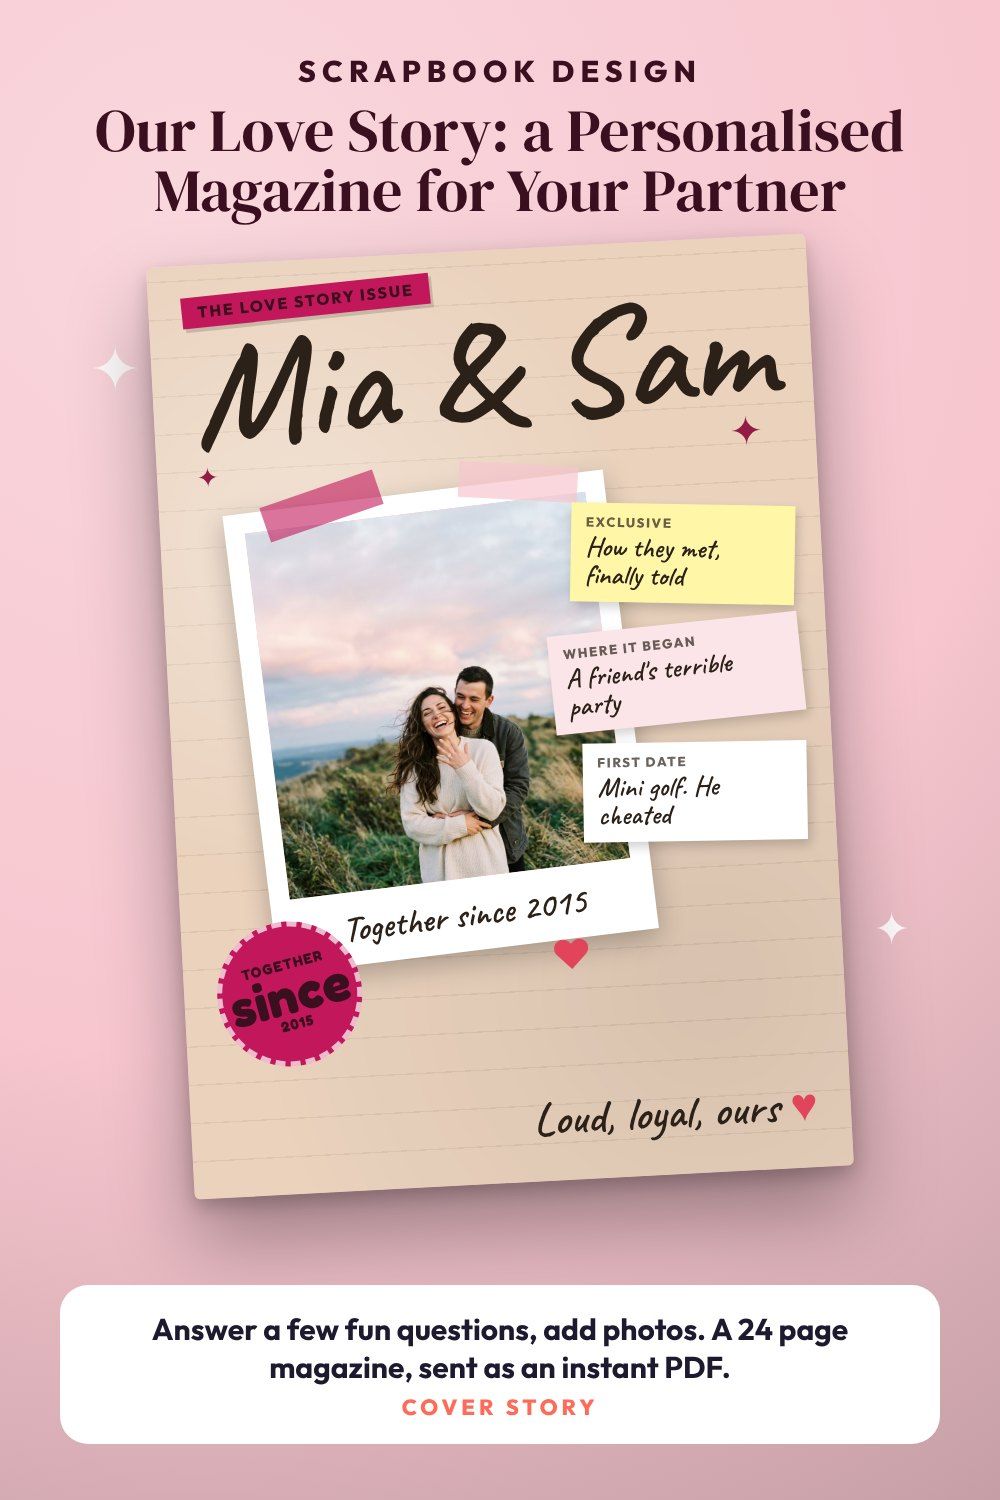 SCRAPBOOK DESIGN
Our Love Story: a Personalised
Magazine for Your Partner
THE LOVE STORY ISSUE
Mia & Sam
EXCLUSIVE
How they met,
finally told
WHERE IT BEGAN
A friend's terrible
party
FIRST DATE
Mini golf. He
cheated
Together since 2015
TOGETHER
since
2015
Loud, loyal, ours
Answer a few fun questions, add photos. A 24 page
magazine, sent as an instant PDF.
COVER STORY